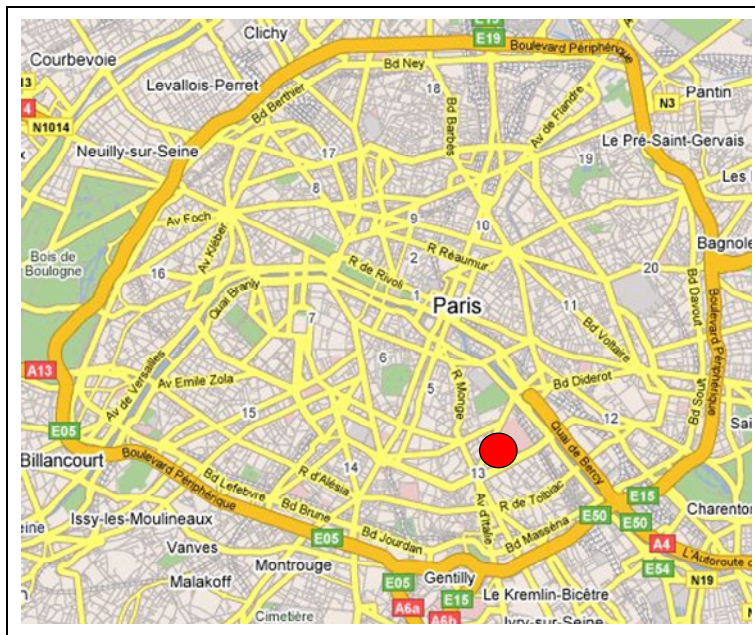 Clichy
E15
E19
Boulevard Périphérique
Courbevoie
Bd Ney
Levallois-Perret
18
Pantin
N3
N1014
Bd Berthier
Bd Barbès
Av de Flandre
Neuilly-sur-Seine
17
19
Le Pré-Saint-Gervais
8
Les
Av Foch
9
10
Av Kléber
R Réaumur
2
Bagnole
Bois de
Boulogne
16
R de Rivoli
20
Quai Branly
1
Paris
11
Bd Davout
Boulevard Périphérique
7
Bd Voltaire
A13
Av de Versailles
Av Emile Zola
6
5
R Monge
Bd Diderot
Bd Soult
15
12
E05
Quai de Bercy
Billancourt
Boulevard Périphérique
Bd Lefebvre
R d'Alésia
14
13
Av d'Italie
R de Tolbiac
Bd Brune
E15
Issy-les-Moulineaux
Bd Jourdan
Bd Masséna
E50
E50
Charenton
Vanves
E05
A4
L'Autoroute d
Montrouge
Malakoff
E05
Gentilly
E54
N19
E15
Le Kremlin-Bicêtre
Cimetière
A6a
A6b
Ivry-sur-Seine